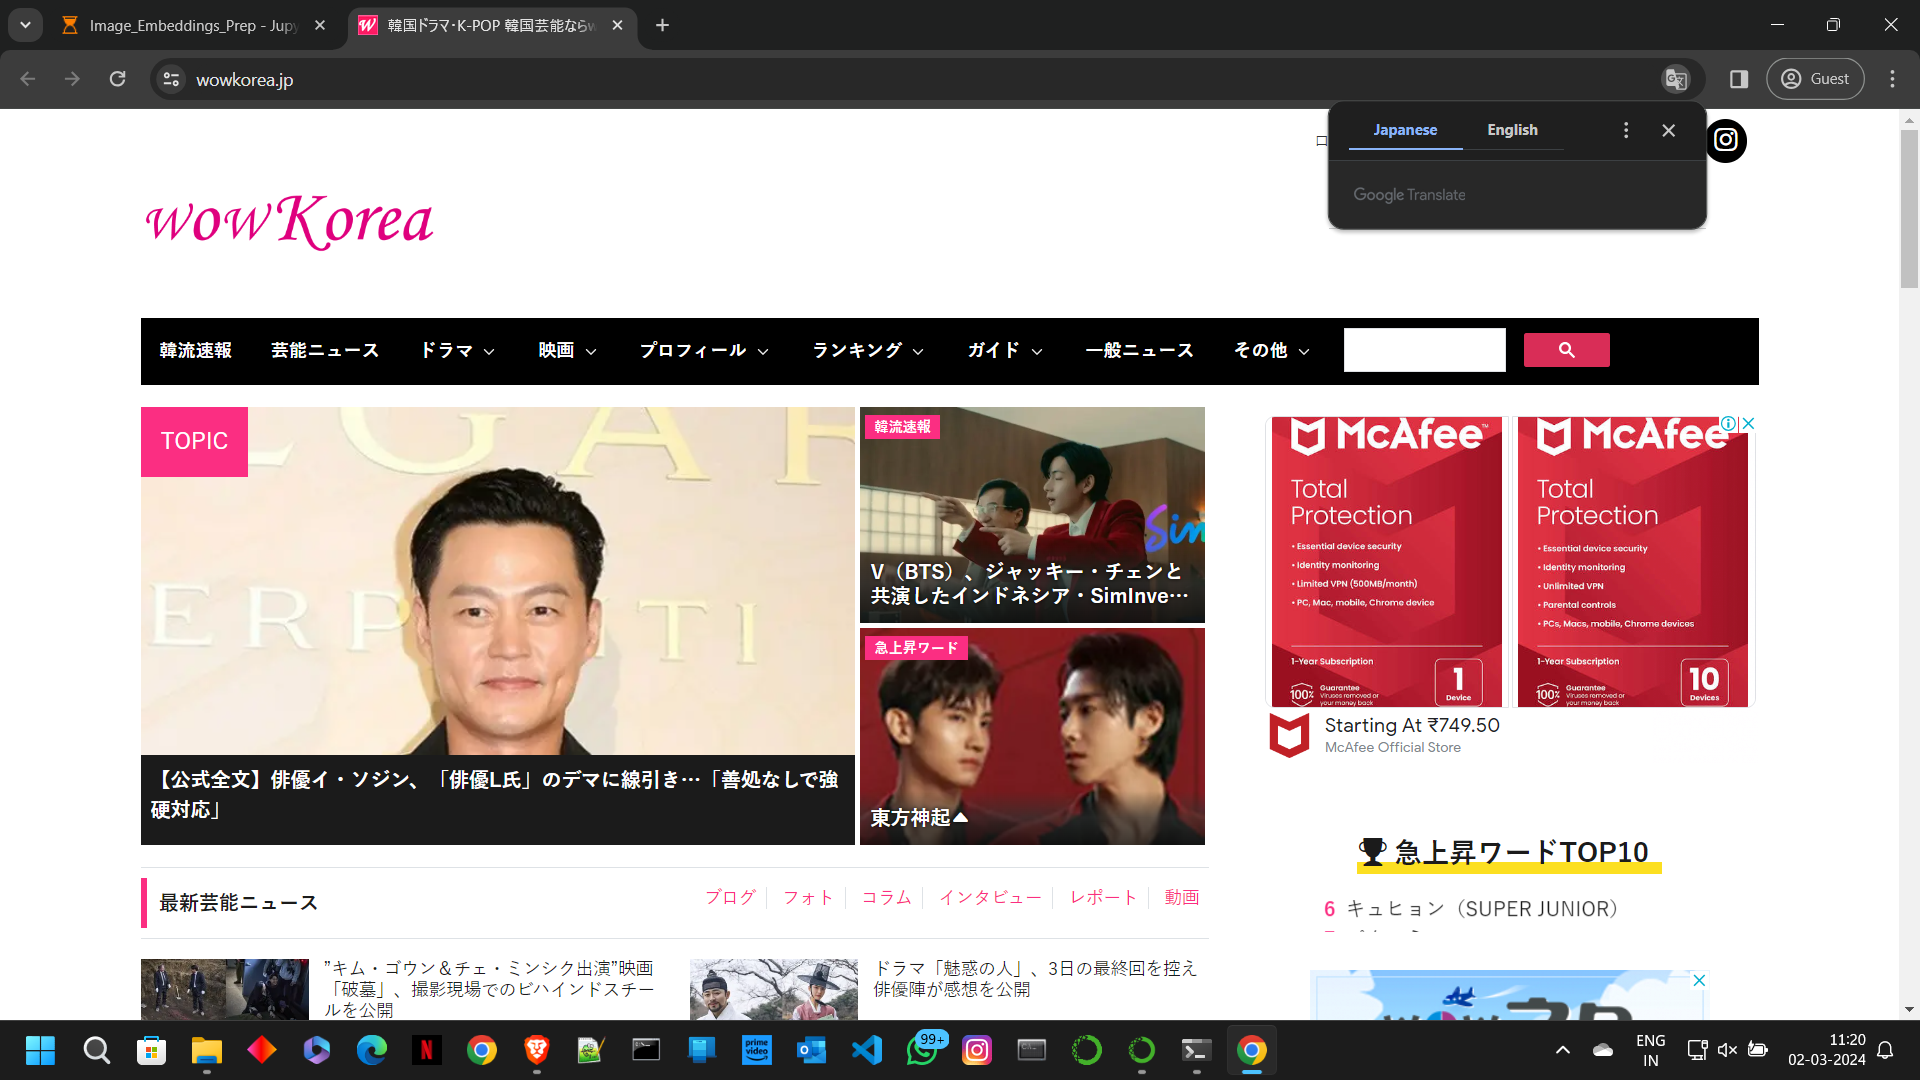 Image_Embeddings_Prep - Jupy
韓国ドラマ･K-POP 韓国芸能ならw
wowkorea.jp
Guest
Japanese
English
Google Translate
ロ
wowKorea
韓流速報
芸能ニュース
ドラマ
映画
プロフィール
ランキング
ガイド
一般ニュース
その他
TOPIC
LGAR
ERP
TI
【公式全文】俳優イ・ソジン、「俳優L氏」のデマに線引き…「善処なしで強
硬対応」
韓流速報
Sim
V（BTS）、ジャッキー・チェンと
共演したインドネシア・SimInve…
急上昇ワード
東方神起
McAfee™
Total
Protection
• Essential device security
• Identity monitoring
• Limited VPN (500MB/month)
• PC, Mac, mobile, Chrome device
1-Year Subscription
100%
Guarantee
Viruses removed or
your money back
1
Device
McAfee
Total
Protection
• Essential device security
• Identity monitoring
• Unlimited VPN
• Parental controls
• PCs, Macs, mobile, Chrome devices
1-Year Subscription
100%
Guarantee
Viruses removed or
your money back
10
Devices
Starting At ₹749.50
McAfee Official Store
急上昇ワードTOP10
6 キュヒョン（SUPER JUNIOR）
最新芸能ニュース
ブログ
フォト
コラム
インタビュー
レポート
動画
”キム・ゴウン＆チェ・ミンシク出演”映画
「破墓」、撮影現場でのビハインドスチー
ルを公開
ドラマ「魅惑の人」、3日の最終回を控え
俳優陣が感想を公開
prime
video
99+
ENG
IN
11:20
02-03-2024